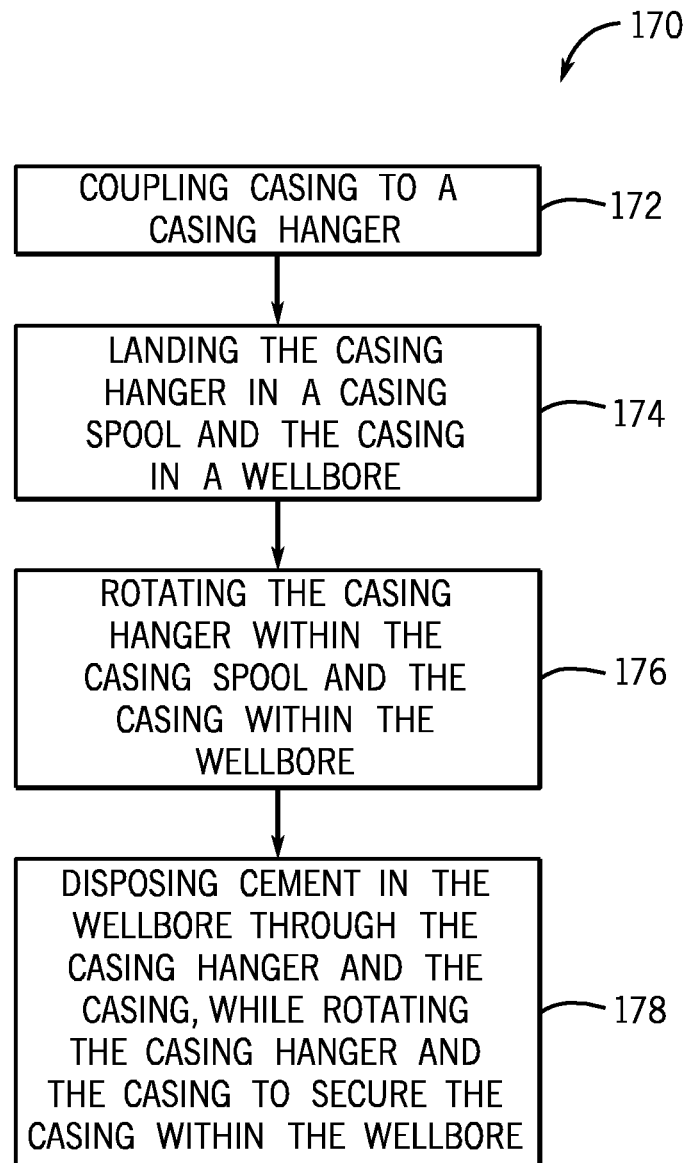 170
COUPLING CASING TO A
CASING HANGER
172
LANDING THE CASING
HANGER IN A CASING
SPOOL AND THE CASING
IN A WELLBORE
174
ROTATING THE CASING
HANGER WITHIN THE
CASING SPOOL AND THE
CASING WITHIN THE
WELLBORE
176
DISPOSING CEMENT IN THE
WELLBORE THROUGH THE
CASING HANGER AND THE
CASING, WHILE ROTATING
THE CASING HANGER AND
THE CASING TO SECURE THE
CASING WITHIN THE WELLBORE
178